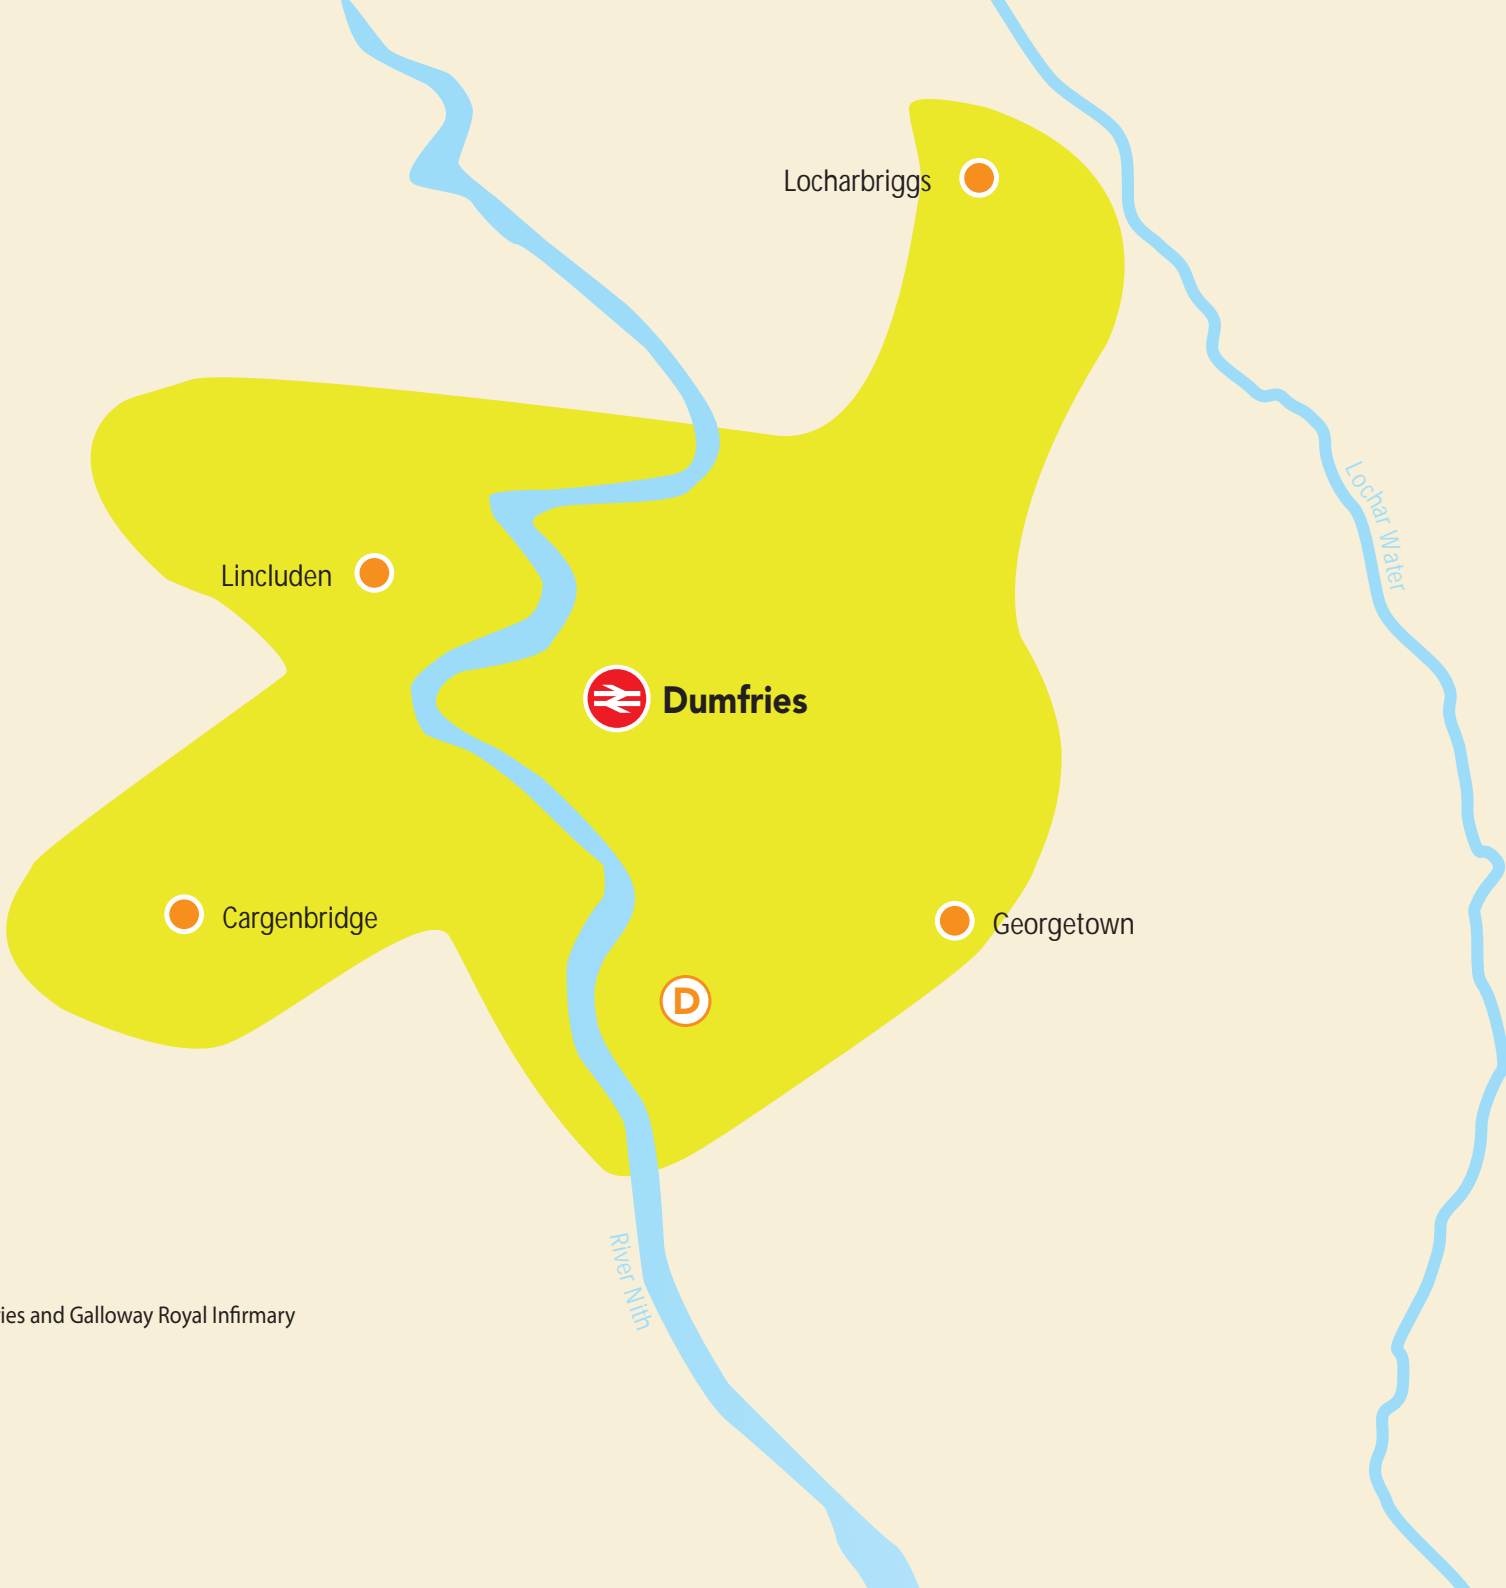 Locharbriggs
Lochar Water
Lincluden
Dumfries
Cargenbridge
Georgetown
D
River Nith
ies and Galloway Royal Infirmary